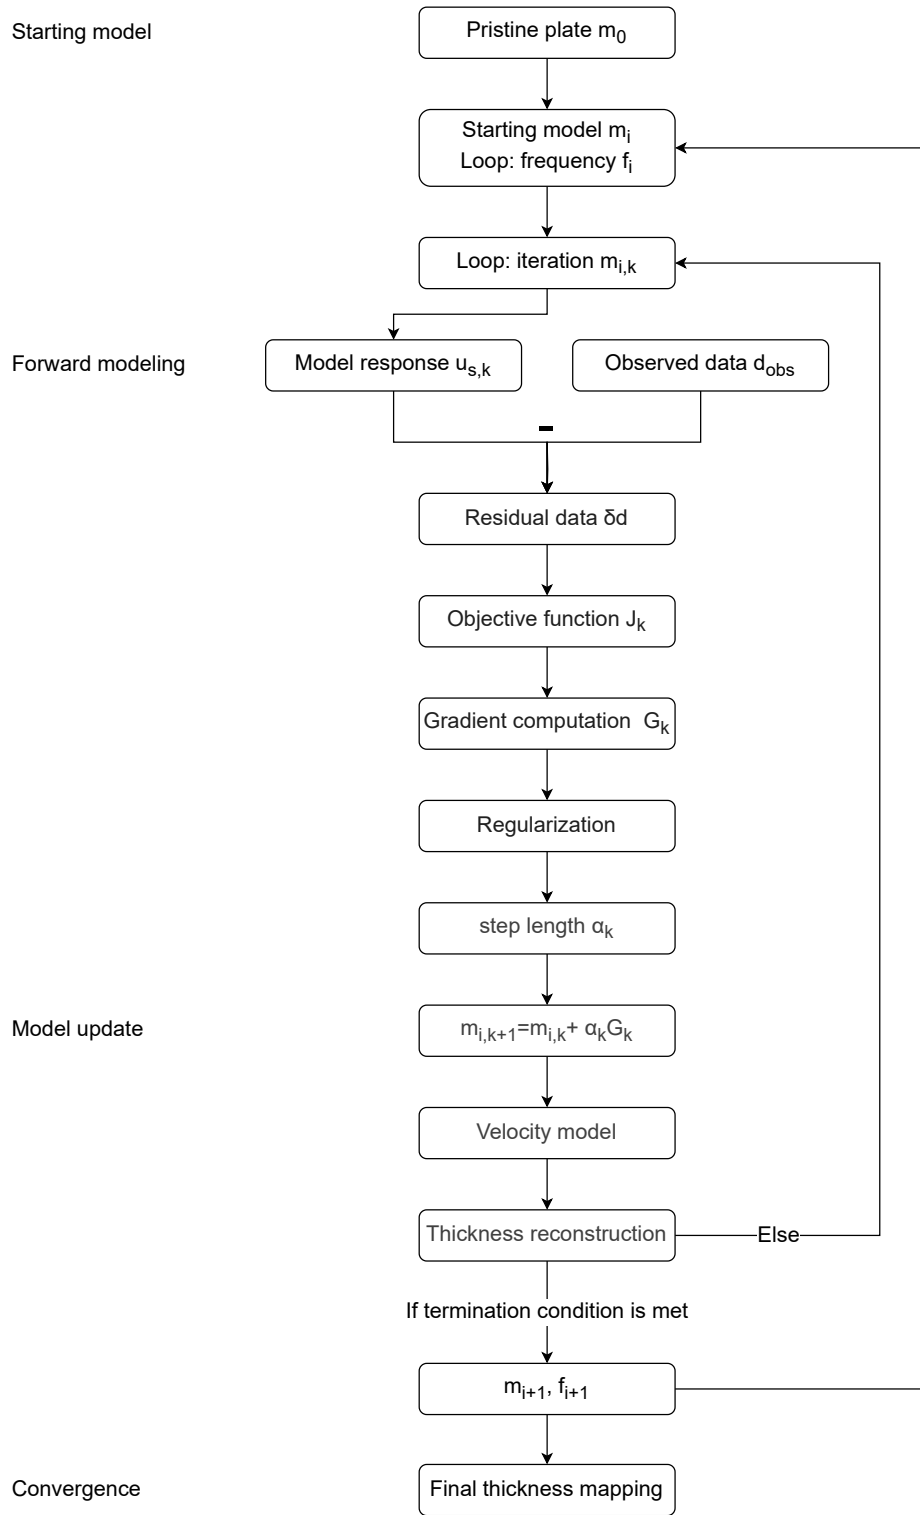 Starting model
Pristine plate m₀
Starting model mᵢ
Loop: frequency fᵢ
Loop: iteration mᵢ,ₖ
Forward modeling
Model response uₛ,ₖ
Observed data d_obs
-
Residual data δd
Objective function Jₖ
Gradient computation Gₖ
Regularization
step length αₖ
Model update
mᵢ,ₖ₊₁=mᵢ,ₖ+ αₖGₖ
Velocity model
Thickness reconstruction
Else
If termination condition is met
mᵢ₊₁, fᵢ₊₁
Convergence
Final thickness mapping